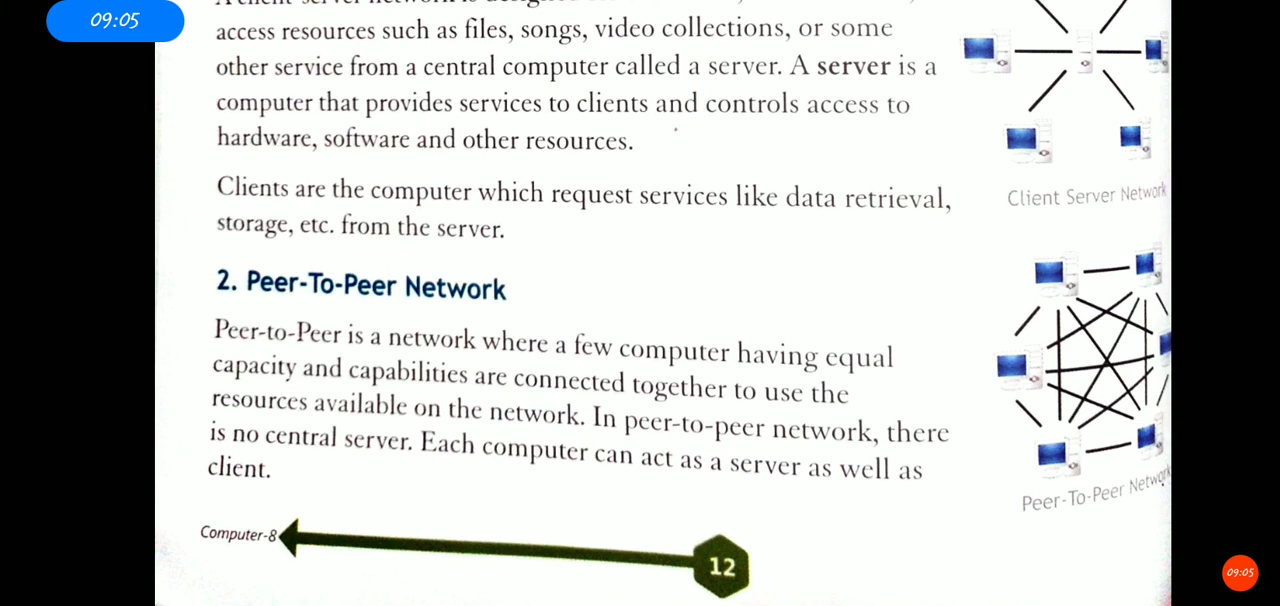 09:05
access resources such as files, songs, video collections, or some
other service from a central computer called a server. A server is a
computer that provides services to clients and controls access to
hardware, software and other resources.
Clients are the computer which request services like data retrieval,
storage, etc. from the server.
2. Peer-To-Peer Network
Peer-to-Peer is a network where a few computer having equal
capacity and capabilities are connected together to use the
resources available on the network. In peer-to-peer network, there
is no central server. Each computer can act as a server as well as
client.
Computer-8
12
Client Server Network
Peer-To-Peer Network
09:05